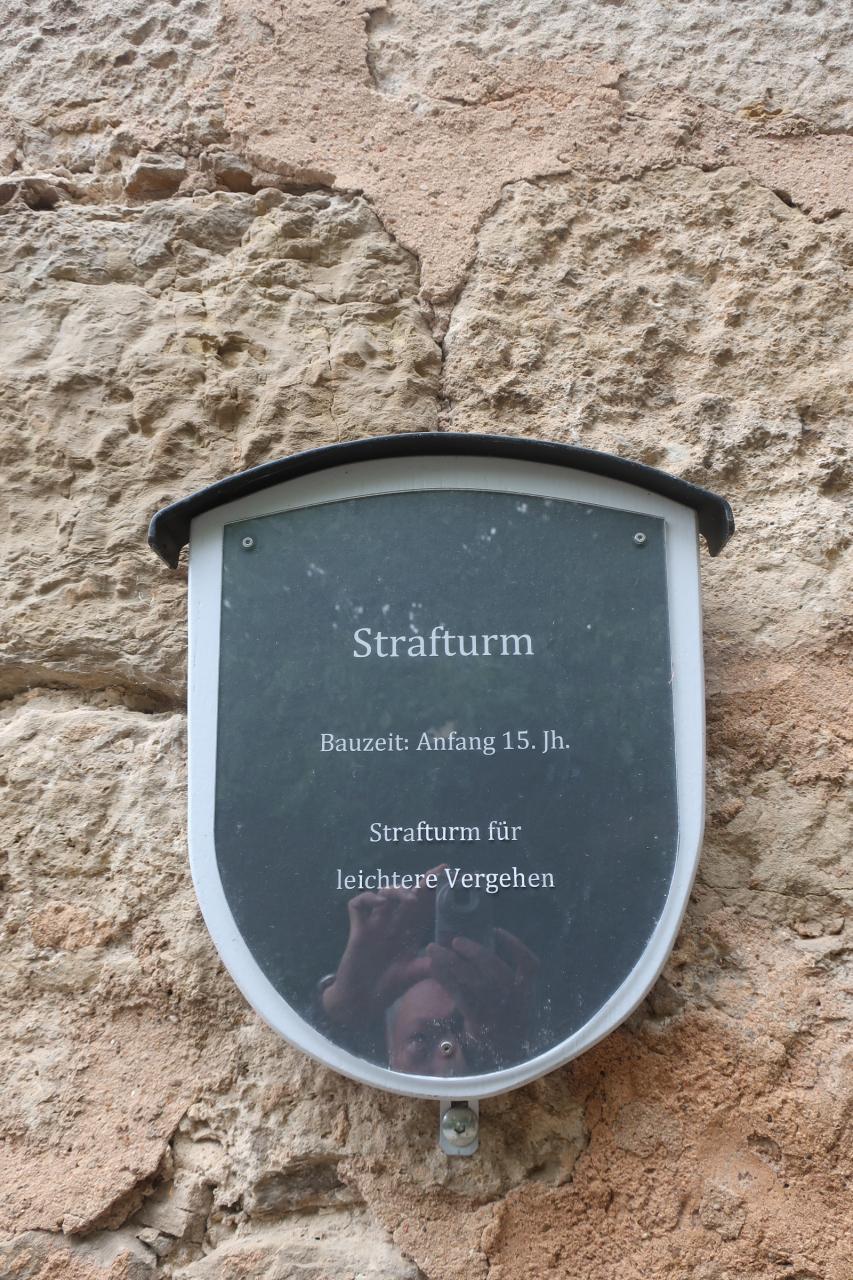 Strafturm
Bauzeit: Anfang 15. Jh.
Strafturm für
leichtere Vergehen